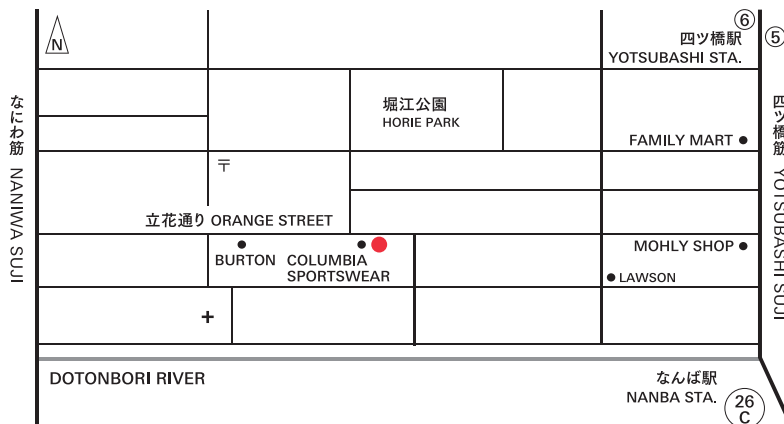 N
⑥
四ツ橋駅
YOTSUBASHI STA.
⑤
堀江公園
HORIE PARK
なにわ筋 NANIWA SUJI
四ツ橋筋 YOTSUBASHI SUJI
FAMILY MART
〒
立花通り ORANGE STREET
BURTON
COLUMBIA
SPORTSWEAR
MOHLY SHOP
LAWSON
DOTONBORI RIVER
なんば駅
NANBA STA.
26
C